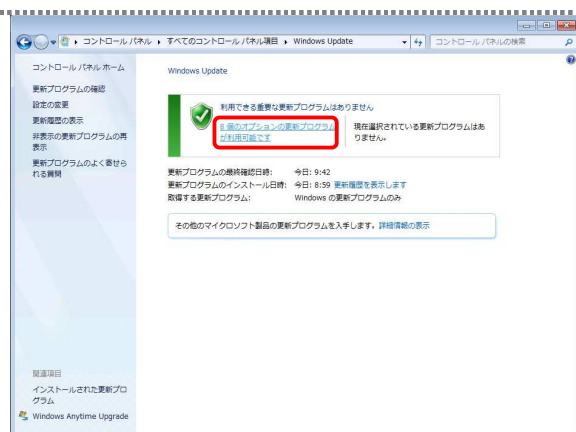 コントロール パネル ▸ すべてのコントロール パネル項目 ▸ Windows Update
コントロール パネルの検索
コントロール パネル ホーム
更新プログラムの確認
設定の変更
更新履歴の表示
非表示の更新プログラムの再
表示
更新プログラムのよく寄せら
れる質問
Windows Update
利用できる重要な更新プログラムはありません
8 個のオプションの更新プログラム
が利用可能です
現在選択されている更新プログラムはあ
りません。
更新プログラムの最終確認日時: 今日: 9:42
更新プログラムのインストール日時: 今日: 8:59 更新履歴を表示します
取得する更新プログラム: Windows の更新プログラムのみ
その他のマイクロソフト製品の更新プログラムを入手します。 詳細情報の表示
関連項目
インストールされた更新プロ
グラム
Windows Anytime Upgrade